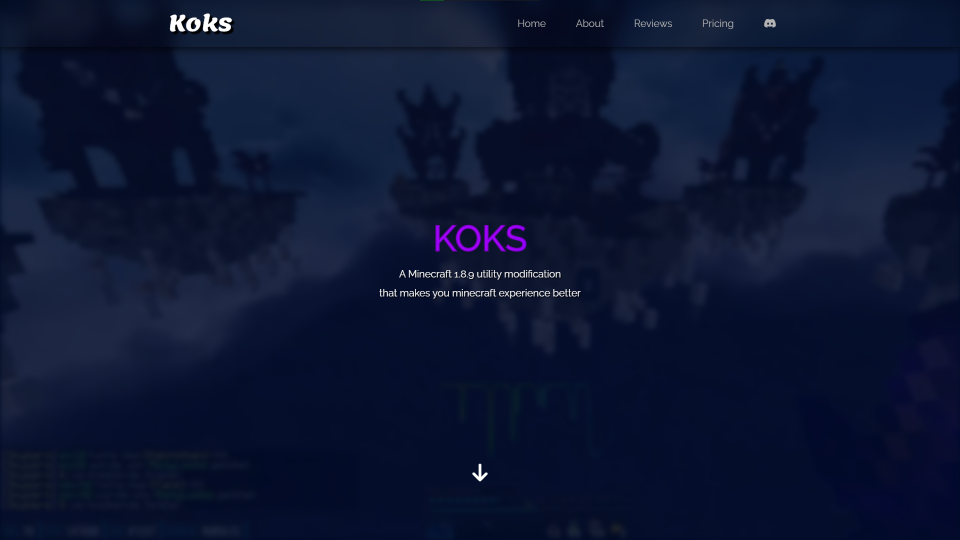 Koks
Home
About
Reviews
Pricing
KOKS
A Minecraft 1.8.9 utility modification
that makes you minecraft experience better